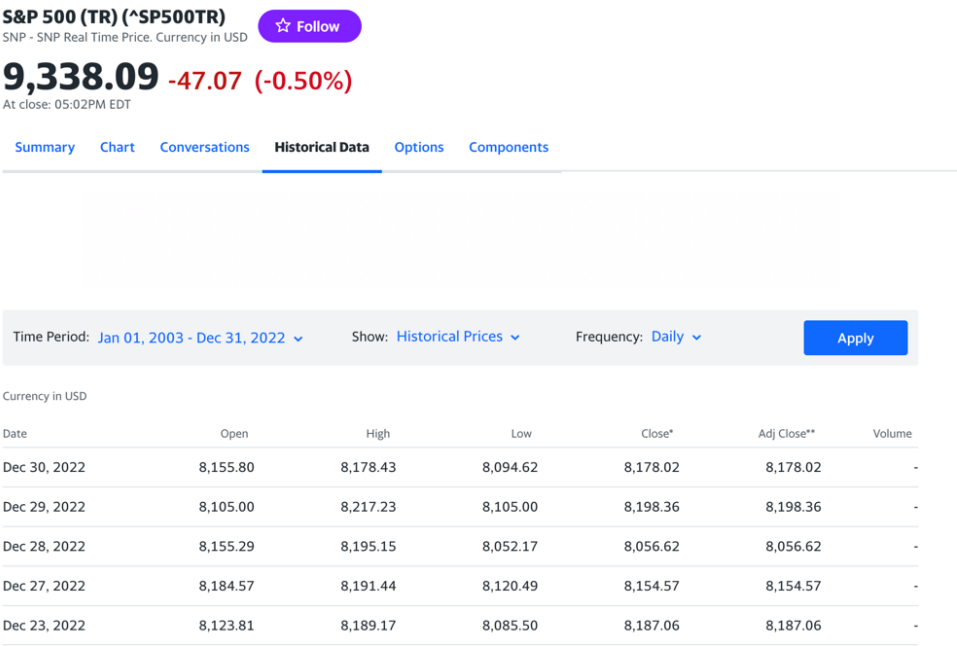 S&P 500 (TR) (^SP500TR)
SNP - SNP Real Time Price. Currency in USD
Follow
9,338.09 -47.07 (-0.50%)
At close: 05:02PM EDT
Summary Chart Conversations Historical Data Options Components
Time Period: Jan 01, 2003 - Dec 31, 2022 Show: Historical Prices Frequency: Daily Apply
Currency in USD
Date Open High Low Close* Adj Close** Volume
Dec 30, 2022 8,155.80 8,178.43 8,094.62 8,178.02 8,178.02 -
Dec 29, 2022 8,105.00 8,217.23 8,105.00 8,198.36 8,198.36 -
Dec 28, 2022 8,155.29 8,195.15 8,052.17 8,056.62 8,056.62 -
Dec 27, 2022 8,184.57 8,191.44 8,120.49 8,154.57 8,154.57 -
Dec 23, 2022 8,123.81 8,189.17 8,085.50 8,187.06 8,187.06 -